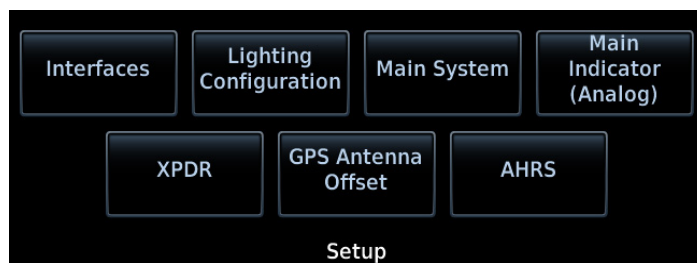 Interfaces
Lighting
Configuration
Main System
Main
Indicator
(Analog)
XPDR
GPS Antenna
Offset
AHRS
Setup